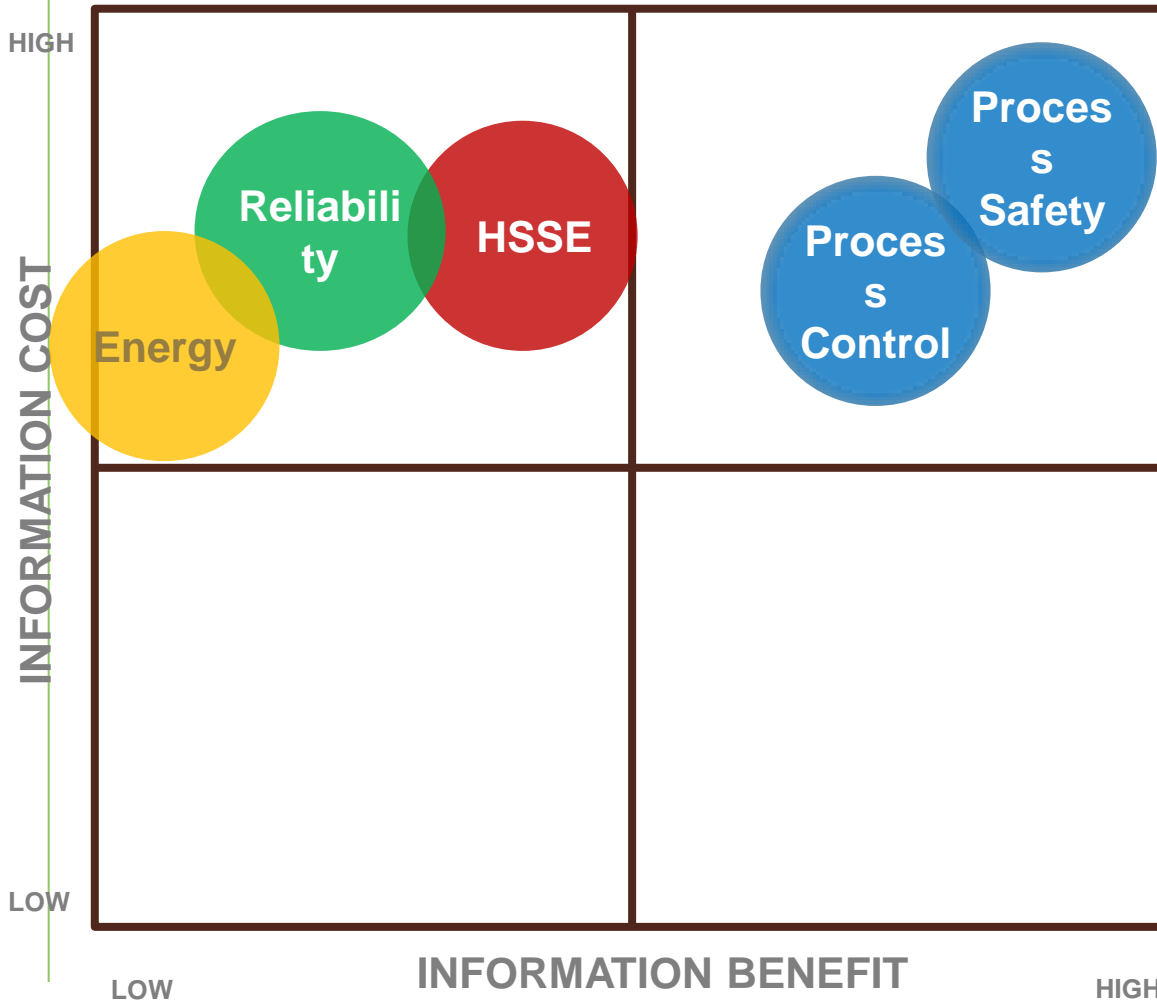 HIGH
Proces
s
Safety
Reliabili
ty
HSSE
Proces
s
Control
Energy
INFORMATION COST
LOW
INFORMATION BENEFIT
LOW
HIGH